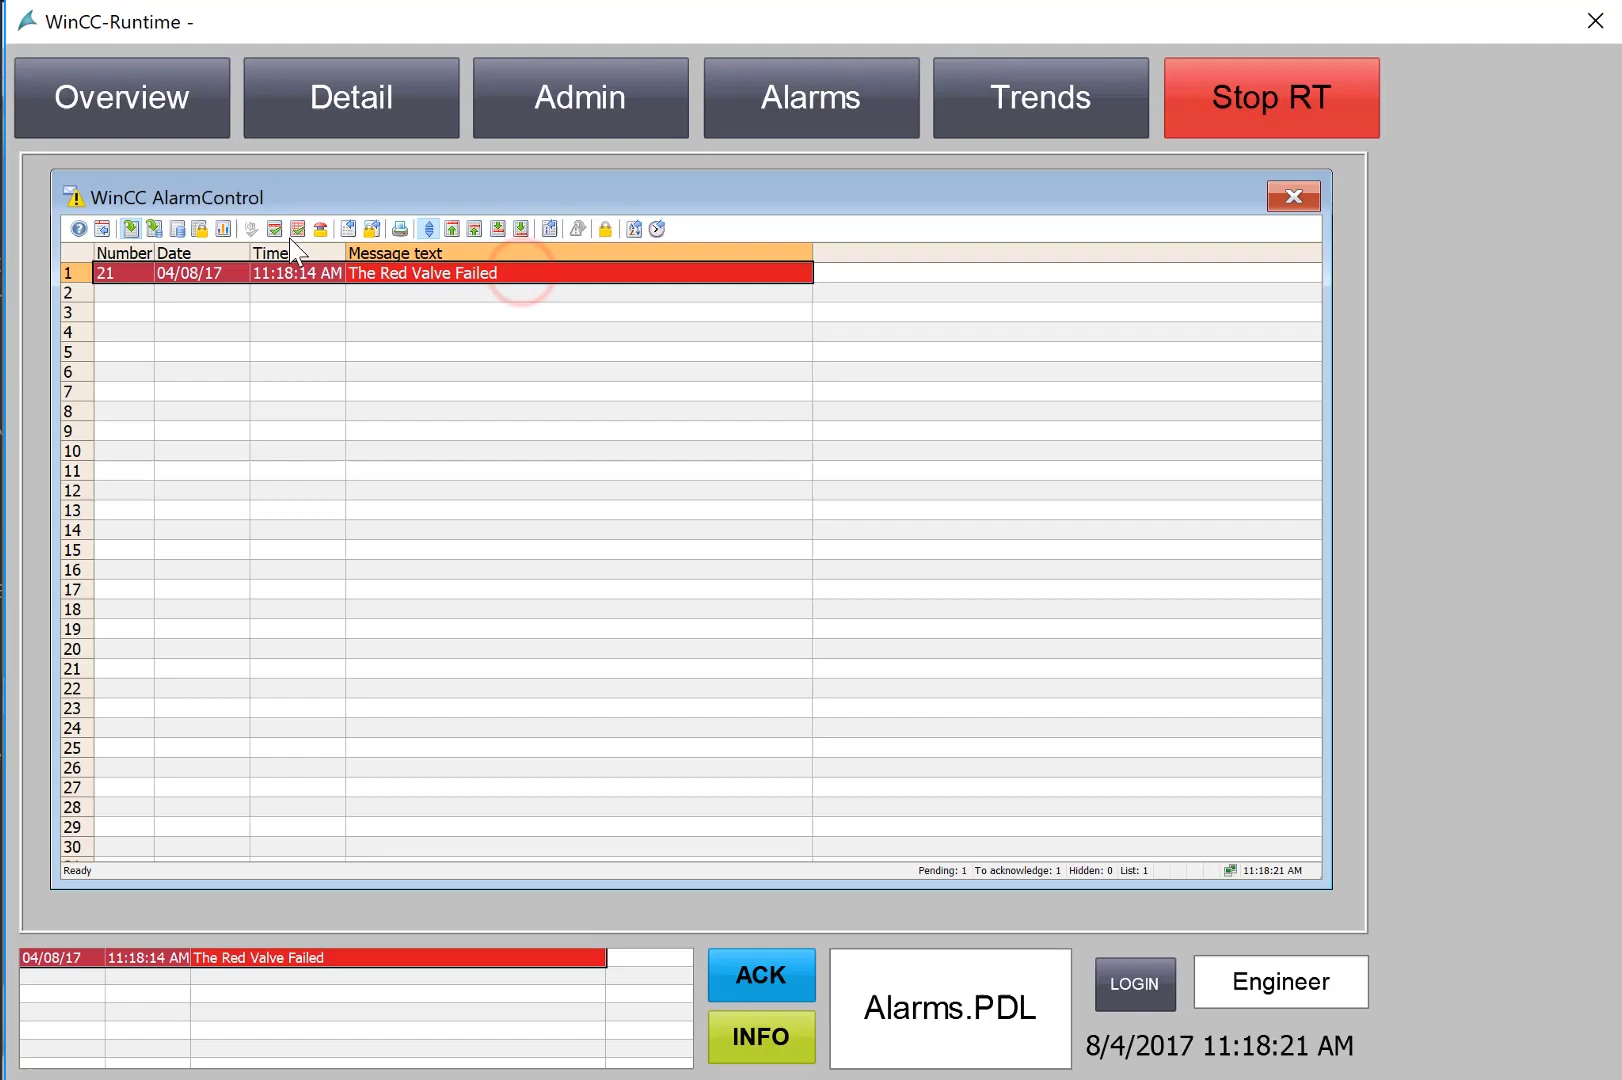 WinCC-Runtime -
Overview Detail Admin Alarms Trends Stop RT
WinCC AlarmControl
Number Date Time Message text
1 21 04/08/17 11:18:14 AM The Red Valve Failed
2
3
4
5
6
7
8
9
10
11
12
13
14
15
16
17
18
19
20
21
22
23
24
25
26
27
28
29
30
Ready Pending: 1 To acknowledge: 1 Hidden: 0 List: 1 11:18:21 AM
04/08/17 11:18:14 AM The Red Valve Failed
ACK
INFO
Alarms.PDL
LOGIN
Engineer
8/4/2017 11:18:21 AM